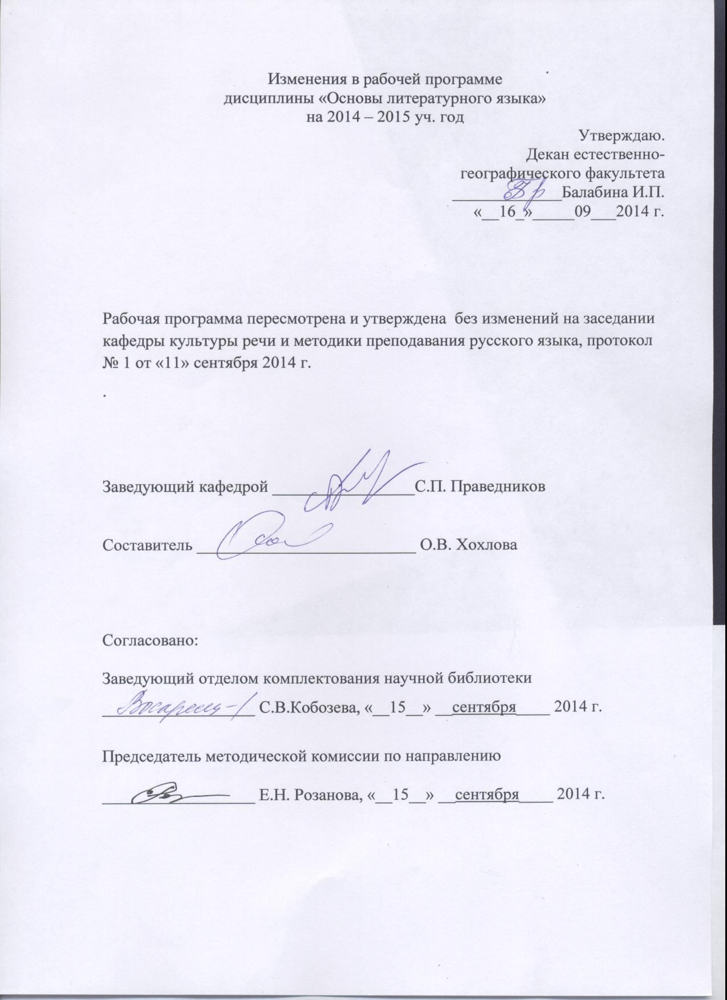 Изменения в рабочей программе
дисциплины «Основы литературного языка»
на 2014 – 2015 уч. год
Утверждаю.
Декан естественно-
географического факультета
_____________Балабина И.П.
«__16_»_____09___2014 г.
Рабочая программа пересмотрена и утверждена без изменений на заседании
кафедры культуры речи и методики преподавания русского языка, протокол
№ 1 от «11» сентября 2014 г.
.
Заведующий кафедрой _________________С.П. Праведников
Составитель __________________________ О.В. Хохлова
Согласовано:
Заведующий отделом комплектования научной библиотеки
__________________ С.В.Кобозева, «__15__» __сентября____ 2014 г.
Председатель методической комиссии по направлению
__________________ Е.Н. Розанова, «__15__» __сентября____ 2014 г.